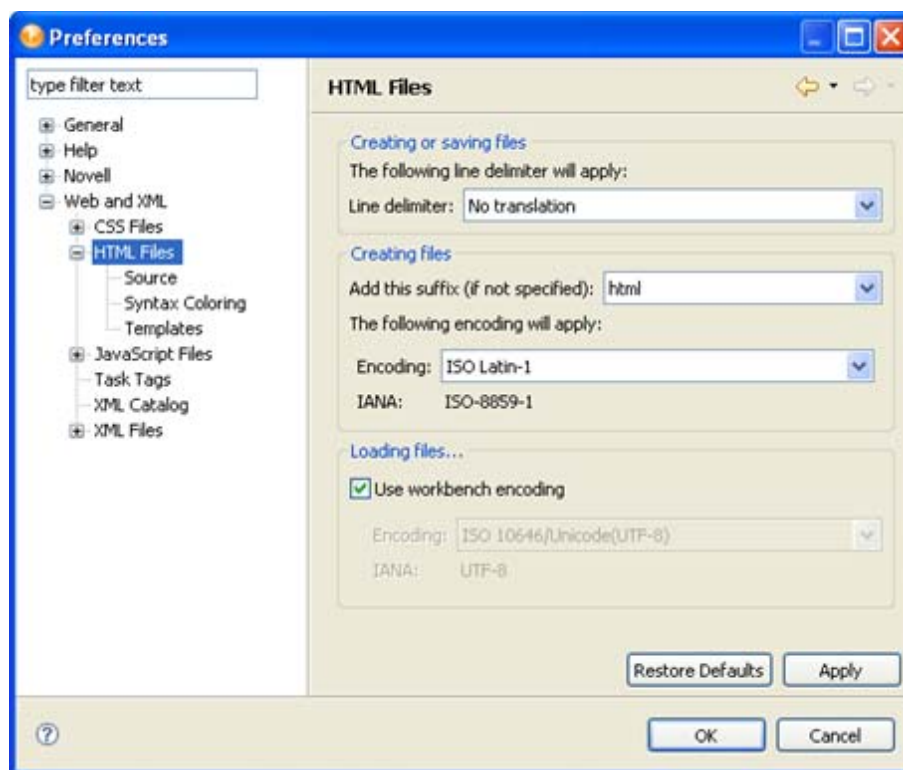 Preferences
type filter text
General
Help
Novell
Web and XML
CSS Files
HTML Files
Source
Syntax Coloring
Templates
JavaScript Files
Task Tags
XML Catalog
XML Files
HTML Files
Creating or saving files
The following line delimiter will apply:
Line delimiter: No translation
Creating files
Add this suffix (if not specified): html
The following encoding will apply:
Encoding: ISO Latin-1
IANA: ISO-8859-1
Loading files...
Use workbench encoding
Encoding: ISO 10646/Unicode(UTF-8)
IANA: UTF-8
Restore Defaults Apply
OK Cancel